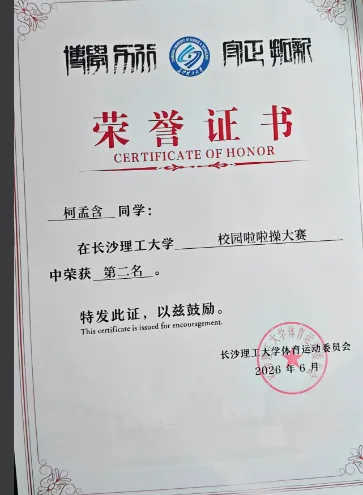 博學力行 守正拓新
荣誉证书
CERTIFICATE OF HONOR
柯孟含 同学：
在长沙理工大学 校园啦啦操大赛
中荣获 第二名 。
特发此证，以兹鼓励。
This certificate is issued for encouragement.
长沙理工大学体育运动委员会
2026 年 6 月